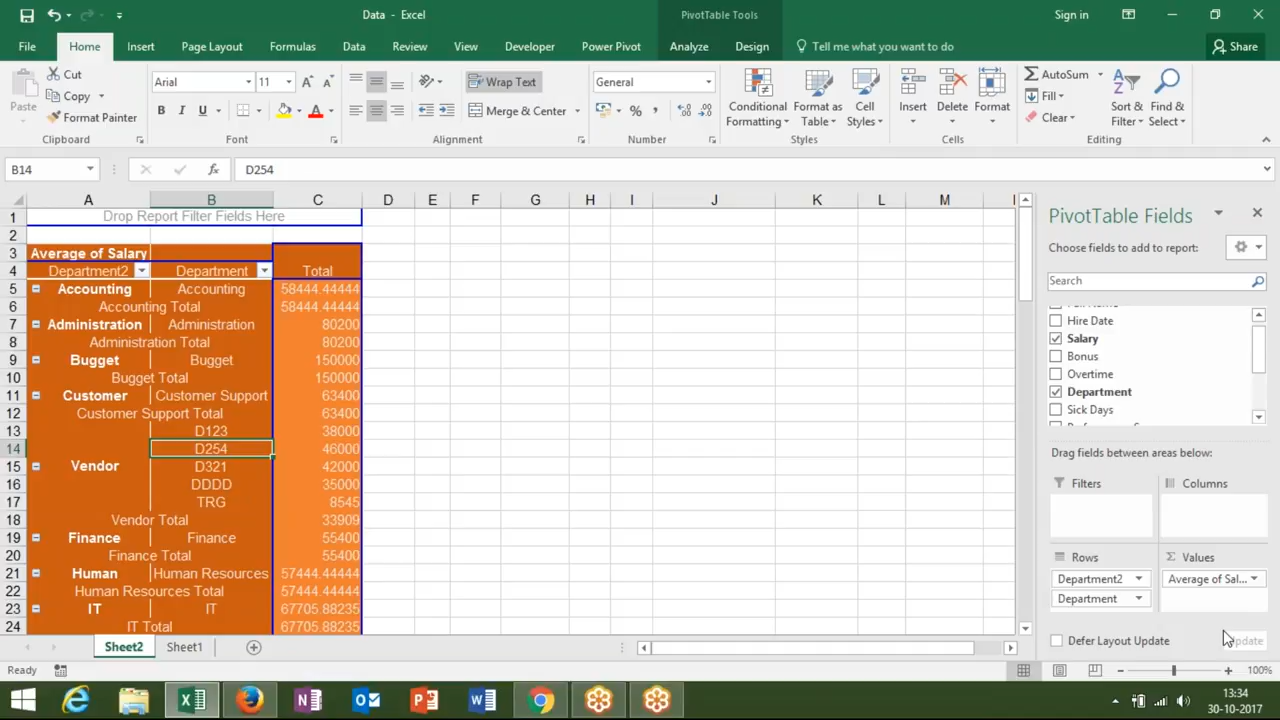 Data - Excel
PivotTable Tools
Sign in
File Home Insert Page Layout Formulas Data Review View Developer Power Pivot Analyze Design Tell me what you want to do Share
Paste
Cut
Copy
Format Painter
Clipboard
Arial 11
B I U
Font
Wrap Text
Merge & Center
Alignment
General
Number
Conditional Formatting
Format as Table
Cell Styles
Styles
Insert Delete Format
Cells
AutoSum
Fill
Clear
Sort & Filter
Find & Select
Editing
B14 fx D254
A B C D E F G H I J K L M
1 Drop Report Filter Fields Here
2
3 Average of Salary
4 Department2 Department Total
5 Accounting Accounting 58444.44444
6 Accounting Total 58444.44444
7 Administration Administration 80200
8 Administration Total 80200
9 Bugget Bugget 150000
10 Bugget Total 150000
11 Customer Customer Support 63400
12 Customer Support Total 63400
13 D123 38000
14 D254 46000
15 Vendor D321 42000
16 DDDD 35000
17 TRG 8545
18 Vendor Total 33909
19 Finance Finance 55400
20 Finance Total 55400
21 Human Human Resources 57444.44444
22 Human Resources Total 57444.44444
23 IT IT 67705.88235
24 IT Total 67705.88235
Sheet2 Sheet1
Ready
100%
PivotTable Fields
Choose fields to add to report:
Search
Hire Date
Salary
Bonus
Overtime
Department
Sick Days
Drag fields between areas below:
Filters
Columns
Rows
Values
Department2
Average of Sal...
Department
Defer Layout Update
13:34
30-10-2017